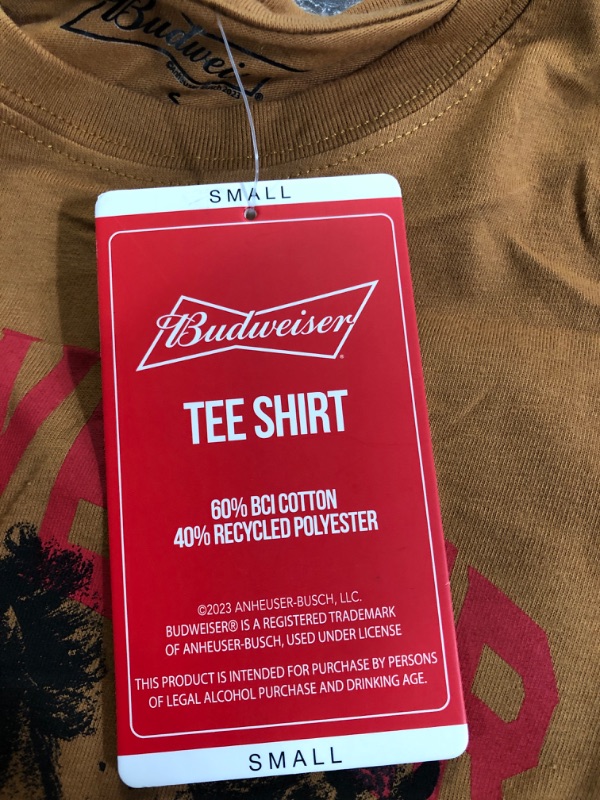 Budweiser
SMALL
Budweiser
TEE SHIRT
60% BCI COTTON
40% RECYCLED POLYESTER
©2023 ANHEUSER-BUSCH, LLC.
BUDWEISER® IS A REGISTERED TRADEMARK
OF ANHEUSER-BUSCH, USED UNDER LICENSE
THIS PRODUCT IS INTENDED FOR PURCHASE BY PERSONS
OF LEGAL ALCOHOL PURCHASE AND DRINKING AGE.
SMALL